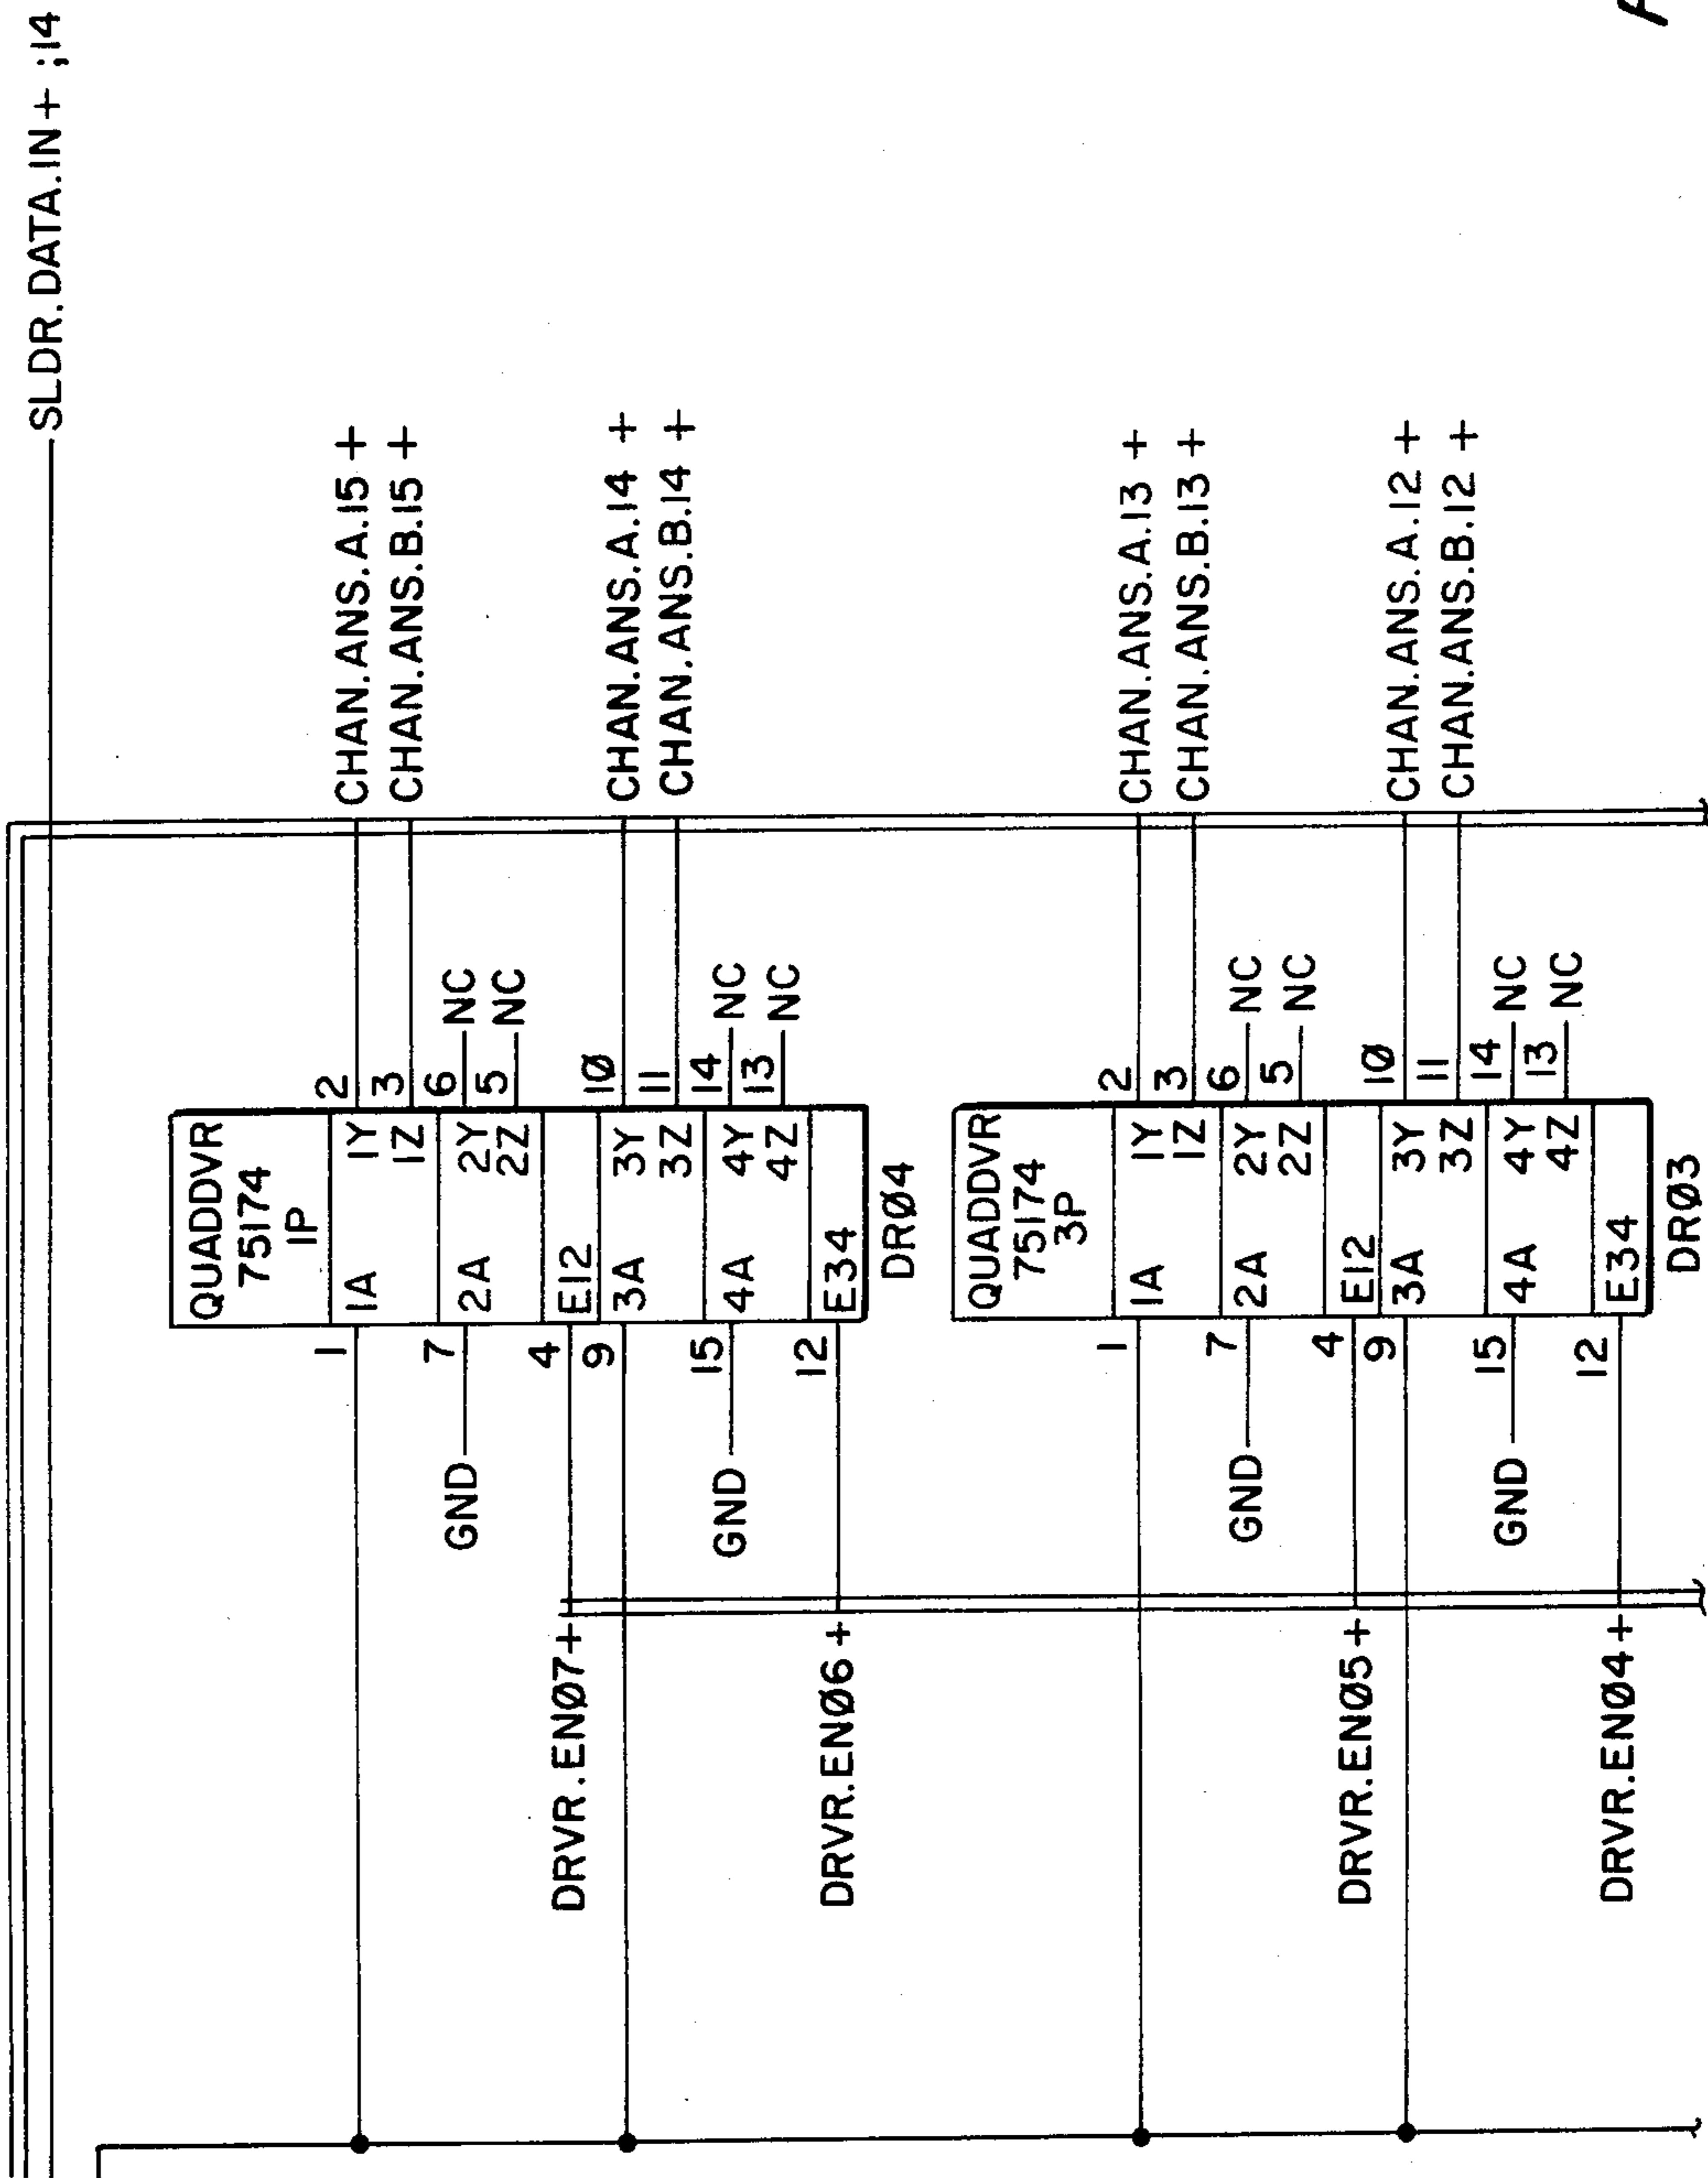 SLDR.DATA.IN+ ;14
QUADDVR
75174
1P
1 1A 1Y 2 CHAN.ANS.A.15 +
1Z 3 CHAN.ANS.B.15 +
GND 7 2A 2Y 6 NC
2Z 5 NC
DRVR.ENØ7+ 4 E12
9 3A 3Y 1Ø CHAN.ANS.A.14 +
3Z 11 CHAN.ANS.B.14 +
GND 15 4A 4Y 14 NC
4Z 13 NC
DRVR.ENØ6+ 12 E34
DRØ4
QUADDVR
75174
3P
1 1A 1Y 2 CHAN.ANS.A.13 +
1Z 3 CHAN.ANS.B.13 +
GND 7 2A 2Y 6 NC
2Z 5 NC
DRVR.ENØ5+ 4 E12
9 3A 3Y 1Ø CHAN.ANS.A.12 +
3Z 11 CHAN.ANS.B.12 +
GND 15 4A 4Y 14 NC
4Z 13 NC
DRVR.ENØ4+ 12 E34
DRØ3